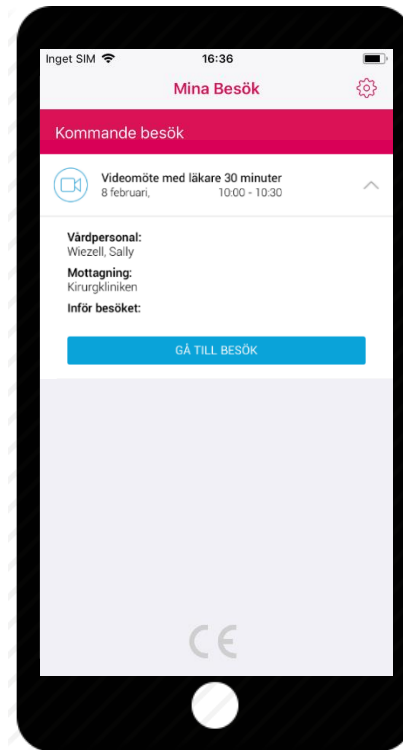 Inget SIM 16:36
Mina Besök
Kommande besök
Videomöte med läkare 30 minuter
8 februari, 10:00 - 10:30
Vårdpersonal:
Wiezell, Sally
Mottagning:
Kirurgkliniken
Inför besöket:
GÅ TILL BESÖK
CE